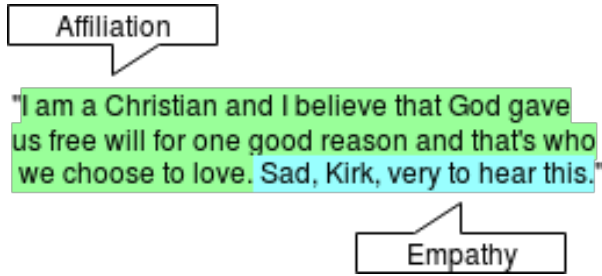 Affiliation
"I am a Christian and I believe that God gave
us free will for one good reason and that's who
we choose to love. Sad, Kirk, very to hear this."
Empathy